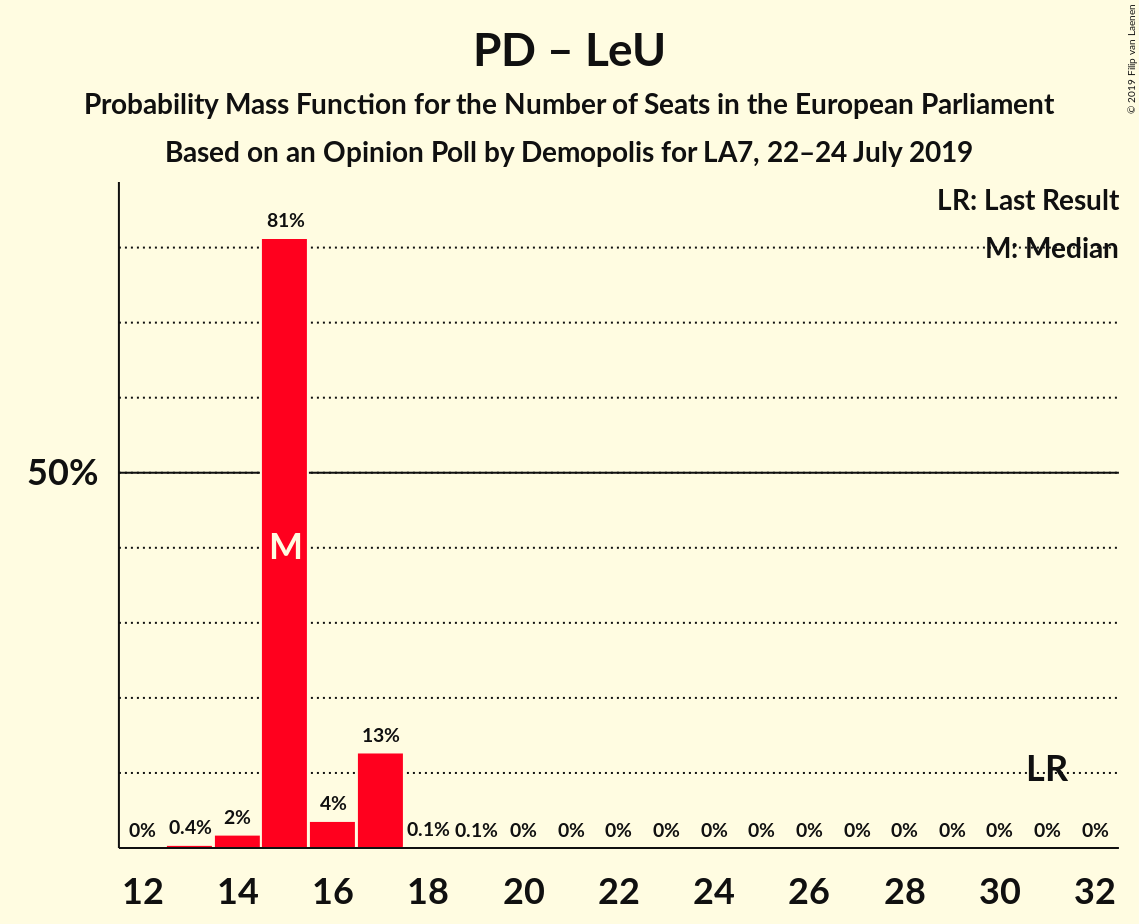 PD – LeU
Probability Mass Function for the Number of Seats in the European Parliament
Based on an Opinion Poll by Demopolis for LA7, 22–24 July 2019
© 2019 Filip van Laenen
LR: Last Result
M: Median
81%
50%
M
13%
LR
0% 0.4% 2% 4% 0.1% 0.1% 0% 0% 0% 0% 0% 0% 0% 0% 0% 0% 0% 0% 0%
12 14 16 18 20 22 24 26 28 30 32